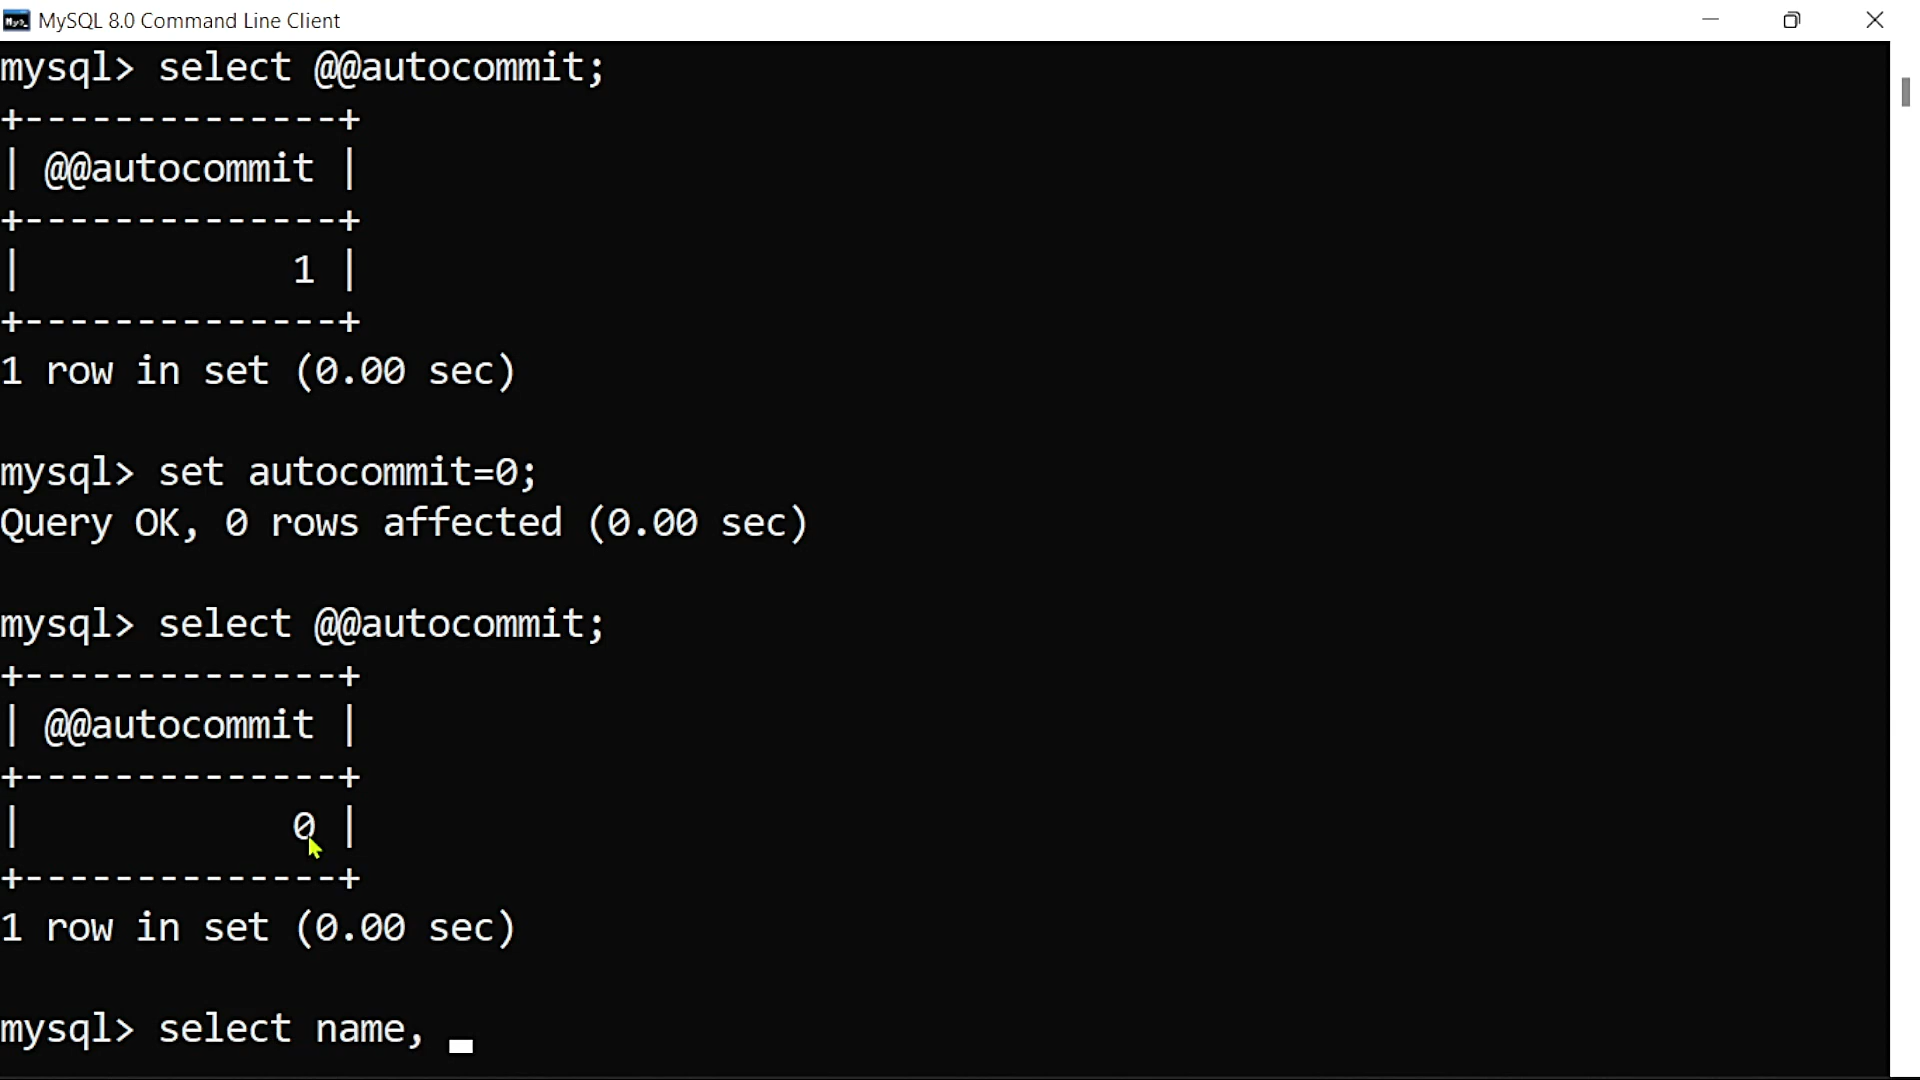 MySQL 8.0 Command Line Client
mysql> select @@autocommit;
+--------------+
| @@autocommit |
+--------------+
|            1 |
+--------------+
1 row in set (0.00 sec)
mysql> set autocommit=0;
Query OK, 0 rows affected (0.00 sec)
mysql> select @@autocommit;
+--------------+
| @@autocommit |
+--------------+
|            0 |
+--------------+
1 row in set (0.00 sec)
mysql> select name,